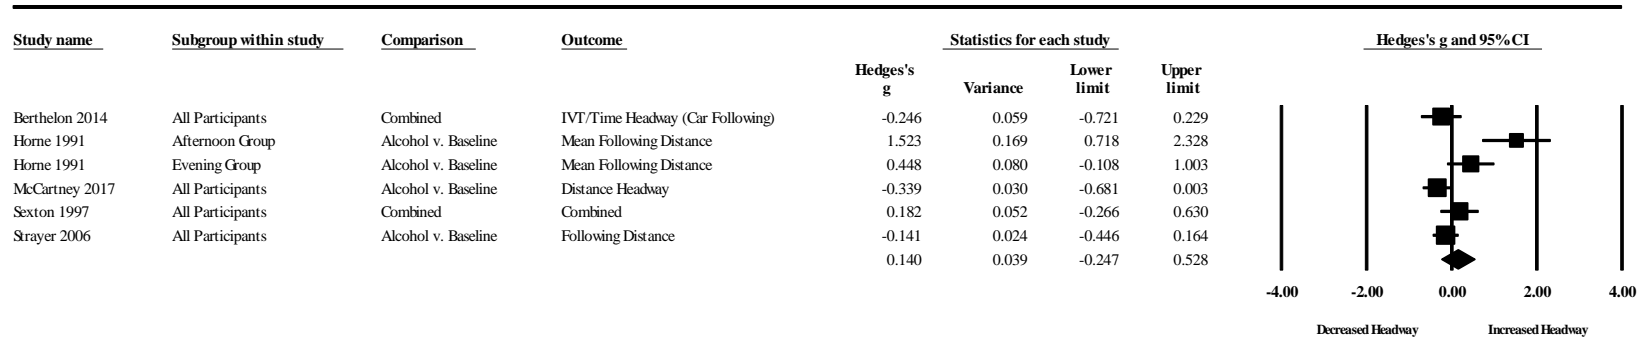 Study name Subgroup within study Comparison Outcome Statistics for each study Hedges's g and 95% CI
Hedges's g Variance Lower limit Upper limit
Berthelon 2014 All Participants Combined IVT/Time Headway (Car Following) -0.246 0.059 -0.721 0.229
Horne 1991 Afternoon Group Alcohol v. Baseline Mean Following Distance 1.523 0.169 0.718 2.328
Horne 1991 Evening Group Alcohol v. Baseline Mean Following Distance 0.448 0.080 -0.108 1.003
McCartney 2017 All Participants Alcohol v. Baseline Distance Headway -0.339 0.030 -0.681 0.003
Sexton 1997 All Participants Combined Combined 0.182 0.052 -0.266 0.630
Strayer 2006 All Participants Alcohol v. Baseline Following Distance -0.141 0.024 -0.446 0.164
0.140 0.039 -0.247 0.528
-4.00 -2.00 0.00 2.00 4.00
Decreased Headway Increased Headway